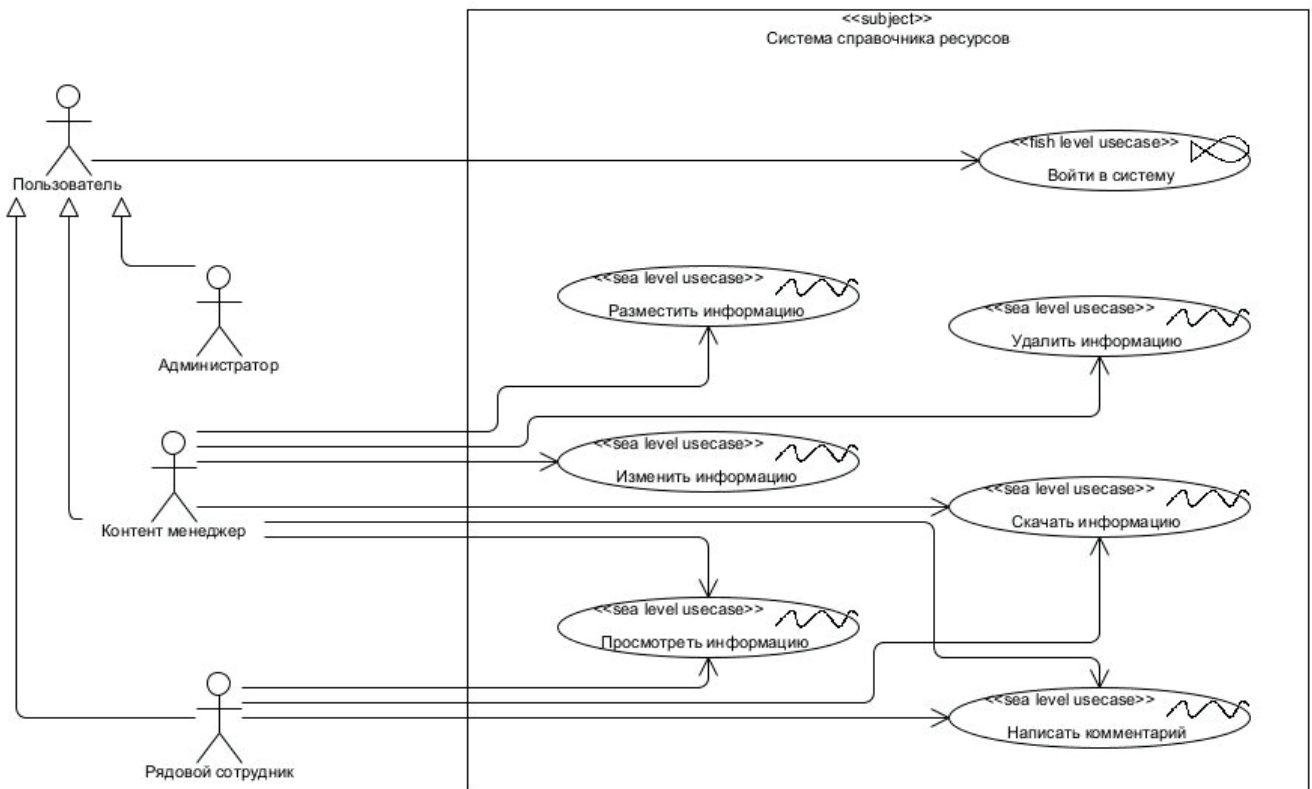 <<subject>>
Система справочника ресурсов
<<fish level usecase>>
Войти в систему
Пользователь
<<sea level usecase>>
Разместить информацию
<<sea level usecase>>
Удалить информацию
Администратор
<<sea level usecase>>
Изменить информацию
<<sea level usecase>>
Скачать информацию
Контент менеджер
<<sea level usecase>>
Просмотреть информацию
<<sea level usecase>>
Написать комментарий
Рядовой сотрудник